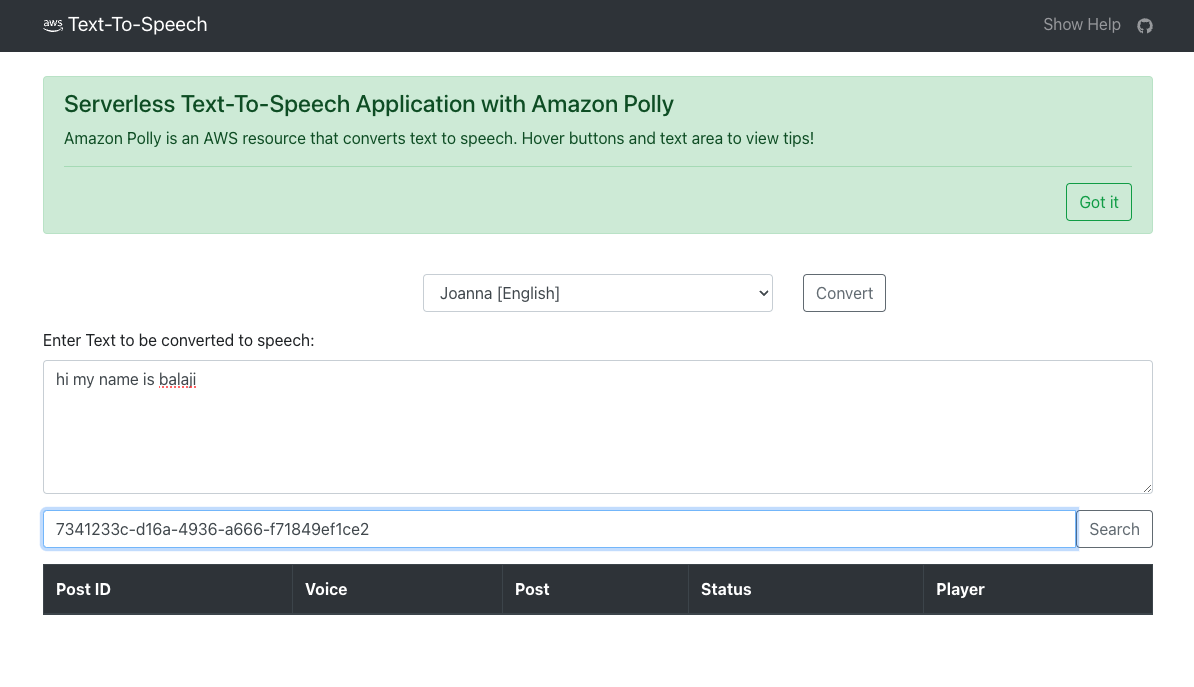 aws Text-To-Speech Show Help
Serverless Text-To-Speech Application with Amazon Polly
Amazon Polly is an AWS resource that converts text to speech. Hover buttons and text area to view tips!
Got it
Joanna [English] Convert
Enter Text to be converted to speech:
hi my name is balaji
7341233c-d16a-4936-a666-f71849ef1ce2 Search
Post ID Voice Post Status Player